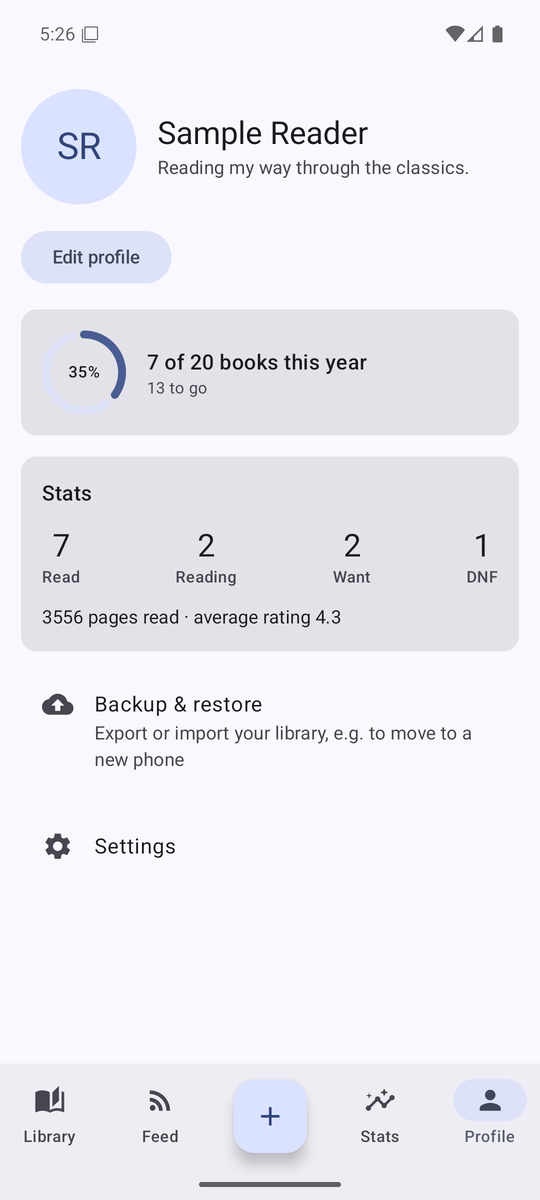 5:26
SR
Sample Reader
Reading my way through the classics.
Edit profile
35%
7 of 20 books this year
13 to go
Stats
7 2 2 1
Read Reading Want DNF
3556 pages read · average rating 4.3
Backup & restore
Export or import your library, e.g. to move to a
new phone
Settings
+
Library Feed Stats Profile